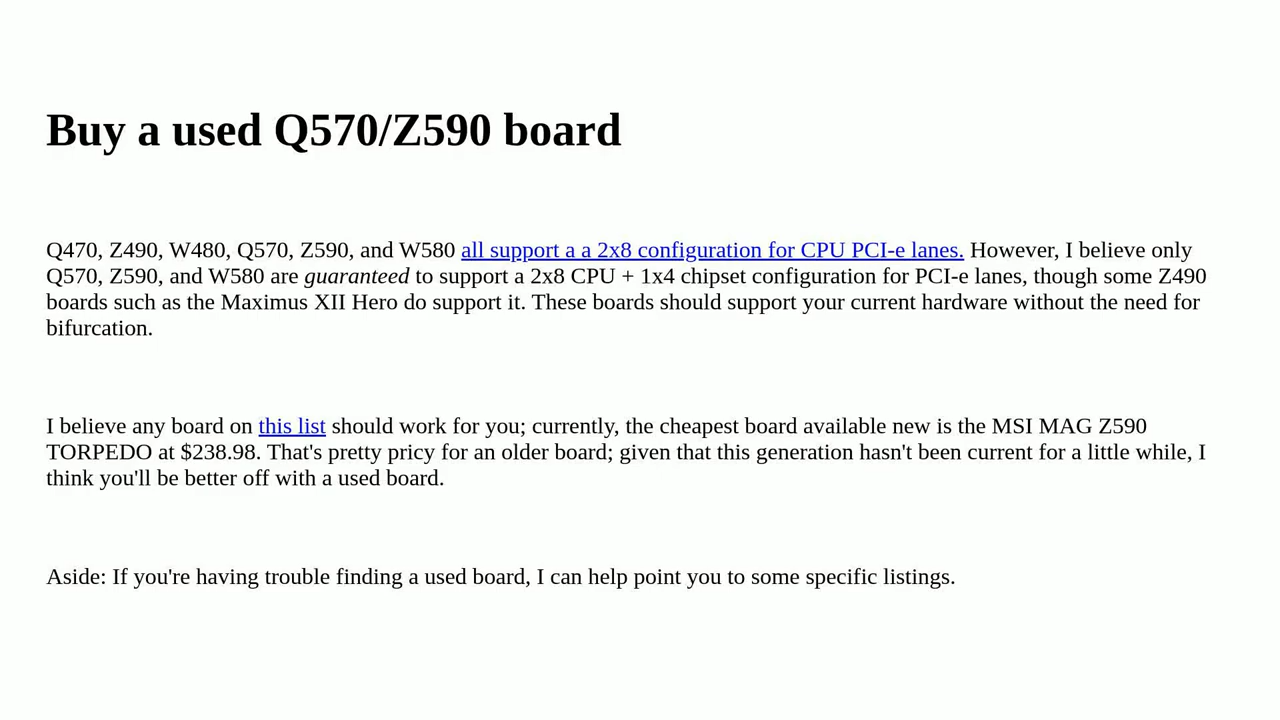 Buy a used Q570/Z590 board
Q470, Z490, W480, Q570, Z590, and W580 all support a a 2x8 configuration for CPU PCI-e lanes. However, I believe only
Q570, Z590, and W580 are guaranteed to support a 2x8 CPU + 1x4 chipset configuration for PCI-e lanes, though some Z490
boards such as the Maximus XII Hero do support it. These boards should support your current hardware without the need for
bifurcation.
I believe any board on this list should work for you; currently, the cheapest board available new is the MSI MAG Z590
TORPEDO at $238.98. That's pretty pricy for an older board; given that this generation hasn't been current for a little while, I
think you'll be better off with a used board.
Aside: If you're having trouble finding a used board, I can help point you to some specific listings.